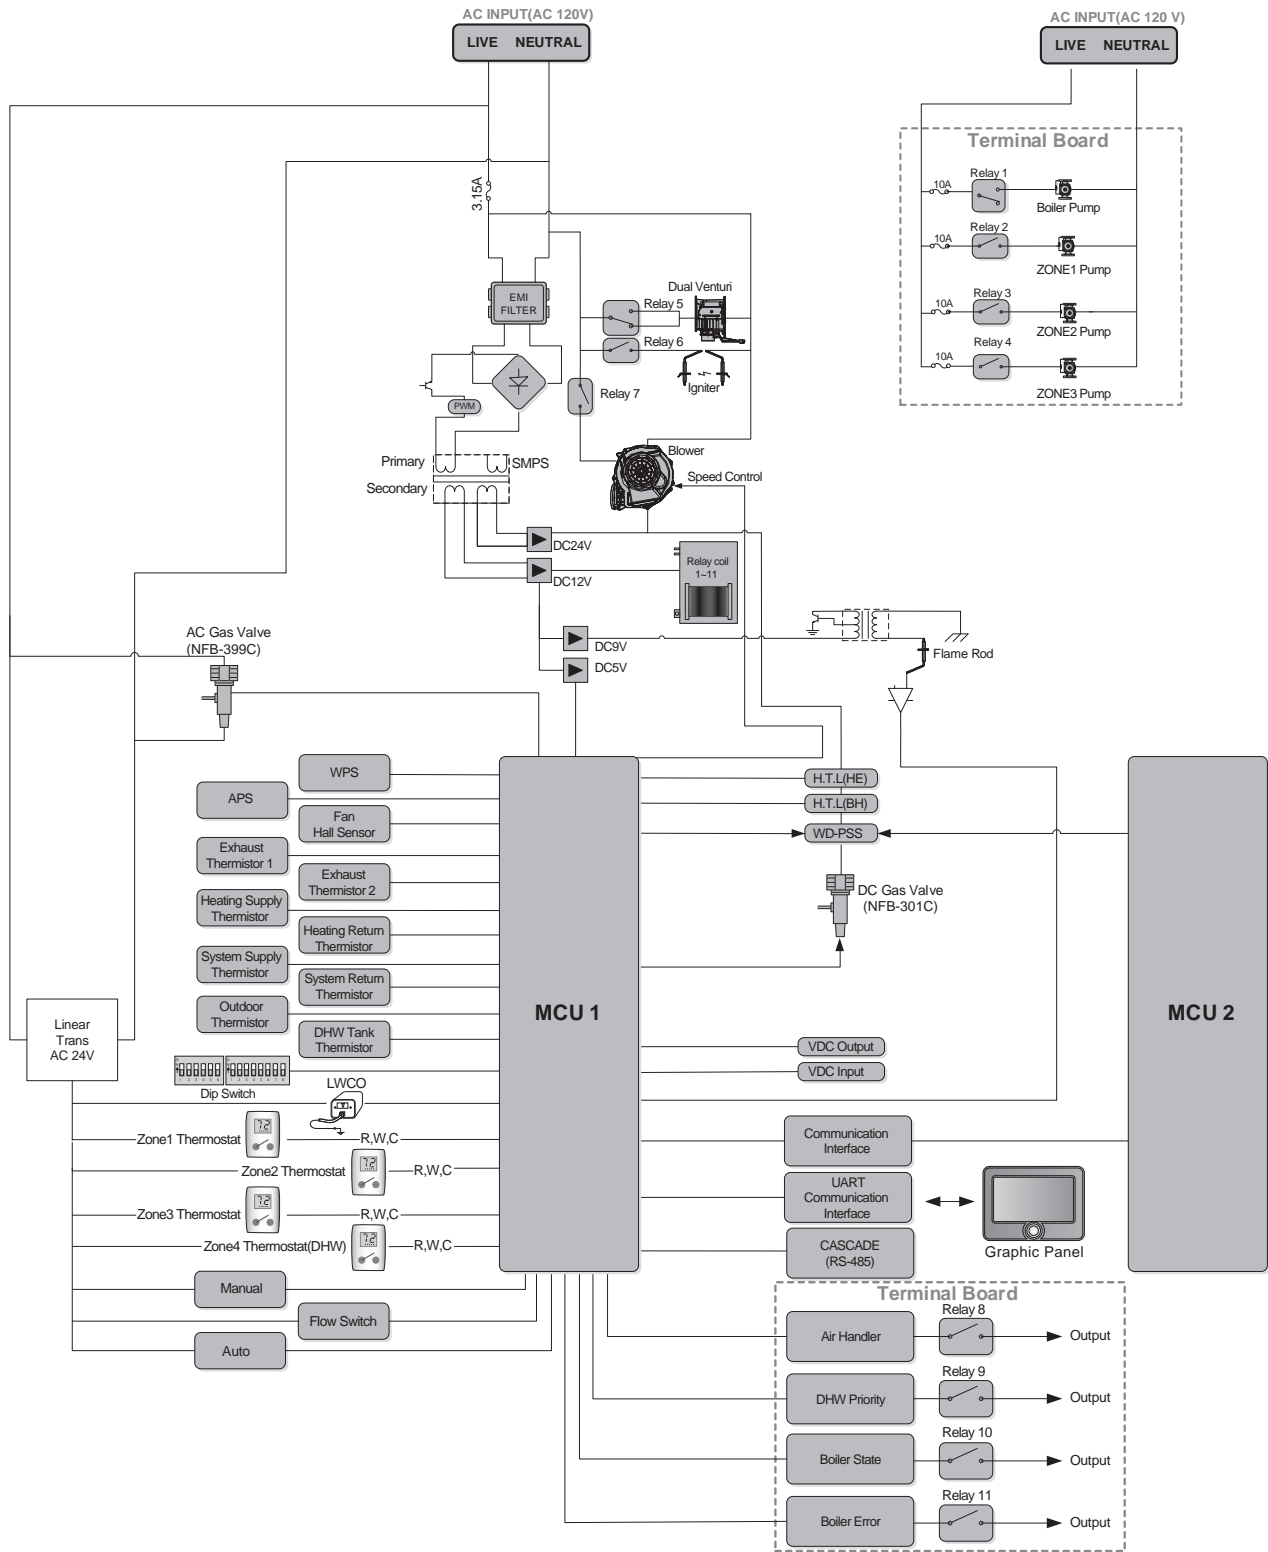 AC INPUT(AC 120V)
LIVE NEUTRAL
AC INPUT(AC 120 V)
LIVE NEUTRAL
Terminal Board
10A
Relay 1
Boiler Pump
10A
Relay 2
ZONE1 Pump
10A
Relay 3
ZONE2 Pump
10A
Relay 4
ZONE3 Pump
3.15A
EMI
FILTER
Dual Venturi
Relay 5
Relay 6
Igniter
Relay 7
PWM
Blower
Speed Control
Primary
SMPS
Secondary
DC24V
DC12V
Relay coil
1~11
DC9V
DC5V
Flame Rod
AC Gas Valve
(NFB-399C)
WPS
APS
Fan
Hall Sensor
Exhaust
Thermistor 1
Exhaust
Thermistor 2
Heating Supply
Thermistor
Heating Return
Thermistor
System Supply
Thermistor
System Return
Thermistor
Outdoor
Thermistor
DHW Tank
Thermistor
Linear
Trans
AC 24V
Dip Switch
LWCO
Zone1 Thermostat
72
R,W,C
Zone2 Thermostat
72
R,W,C
Zone3 Thermostat
72
R,W,C
Zone4 Thermostat(DHW)
72
R,W,C
Manual
Flow Switch
Auto
MCU 1
MCU 2
H.T.L(HE)
H.T.L(BH)
WD-PSS
DC Gas Valve
(NFB-301C)
VDC Output
VDC Input
Communication
Interface
UART
Communication
Interface
Graphic Panel
CASCADE
(RS-485)
Terminal Board
Air Handler
Relay 8
Output
DHW Priority
Relay 9
Output
Boiler State
Relay 10
Output
Boiler Error
Relay 11
Output